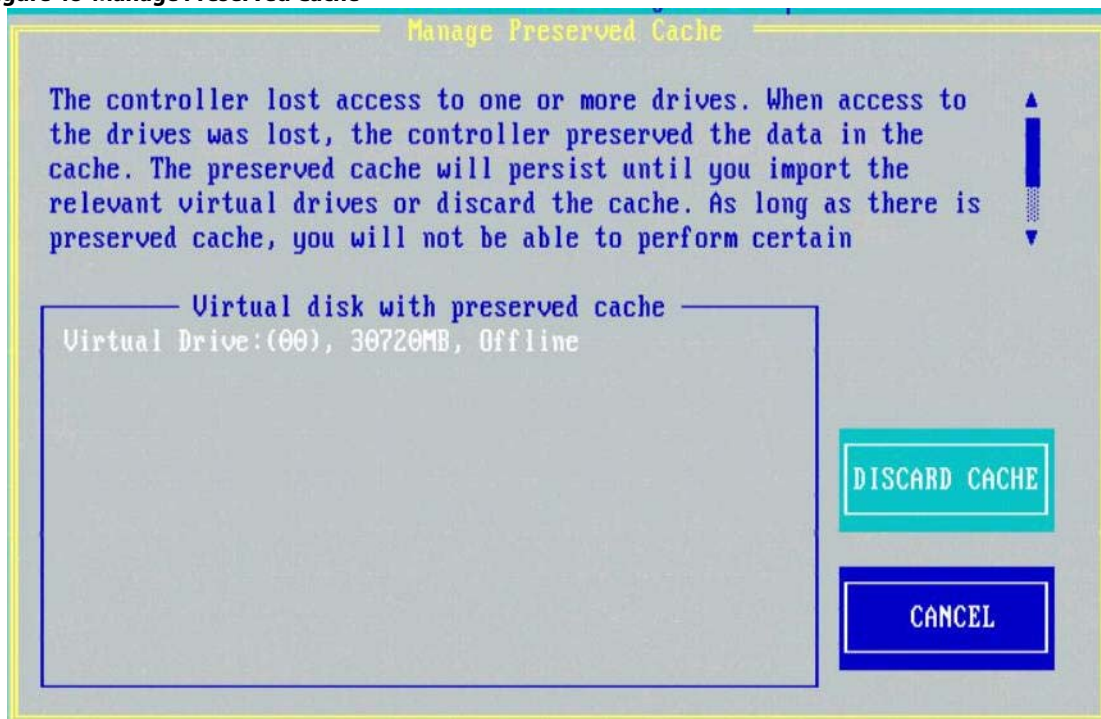 Manage Preserved Cache
The controller lost access to one or more drives. When access to
the drives was lost, the controller preserved the data in the
cache. The preserved cache will persist until you import the
relevant virtual drives or discard the cache. As long as there is
preserved cache, you will not be able to perform certain
Virtual disk with preserved cache
Virtual Drive:(00), 30720MB, Offline
DISCARD CACHE
CANCEL